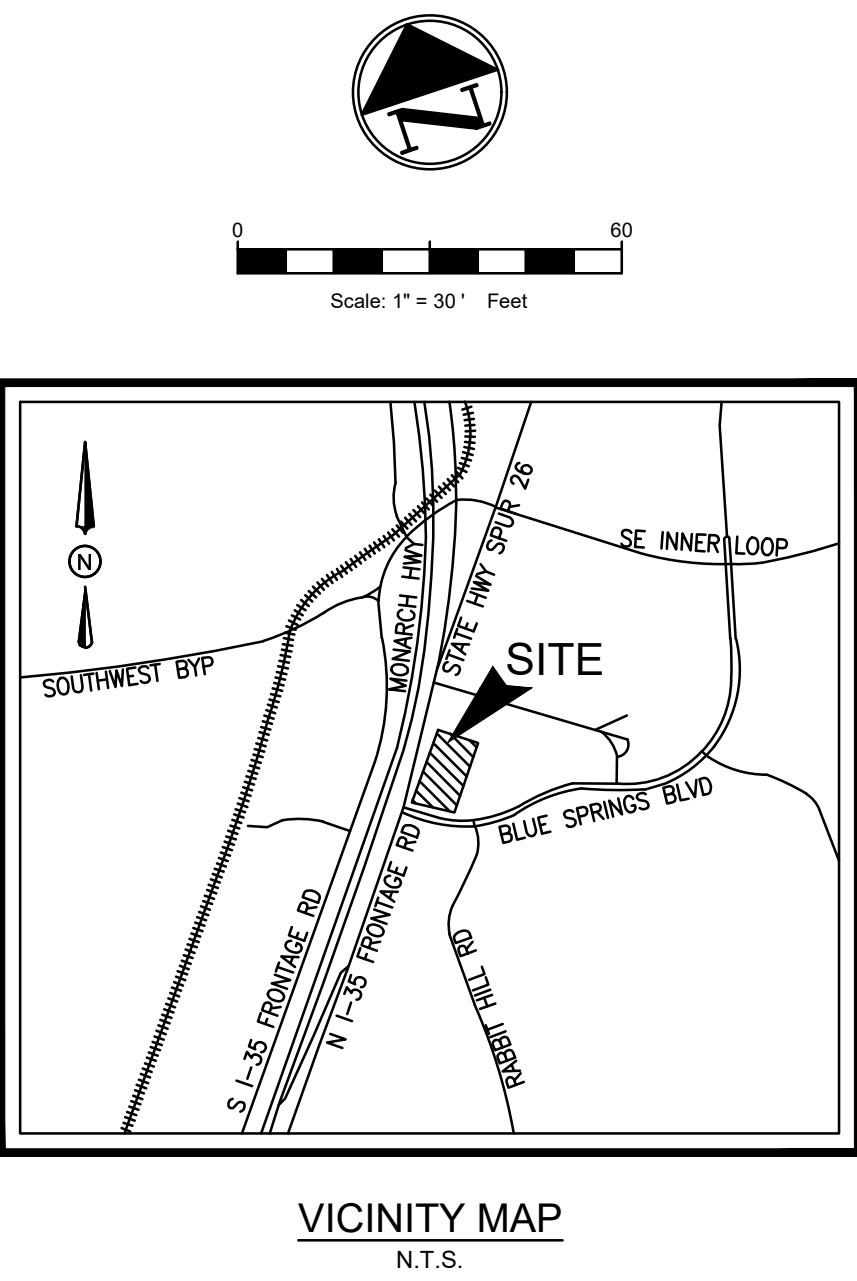 N
0 60
Scale: 1" = 30 ' Feet
STATE HWY SPUR 26
SE INNER LOOP
MONARCH HWY
N
SITE
SOUTHWEST BYP
BLUE SPRINGS BLVD
S I-35 FRONTAGE RD
N I-35 FRONTAGE RD
RABBIT HILL RD
VICINITY MAP
N.T.S.